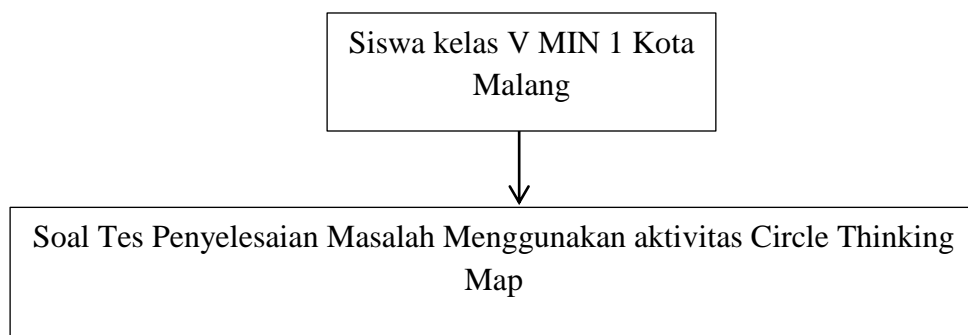 Siswa kelas V MIN 1 Kota
Malang
Soal Tes Penyelesaian Masalah Menggunakan aktivitas Circle Thinking
Map